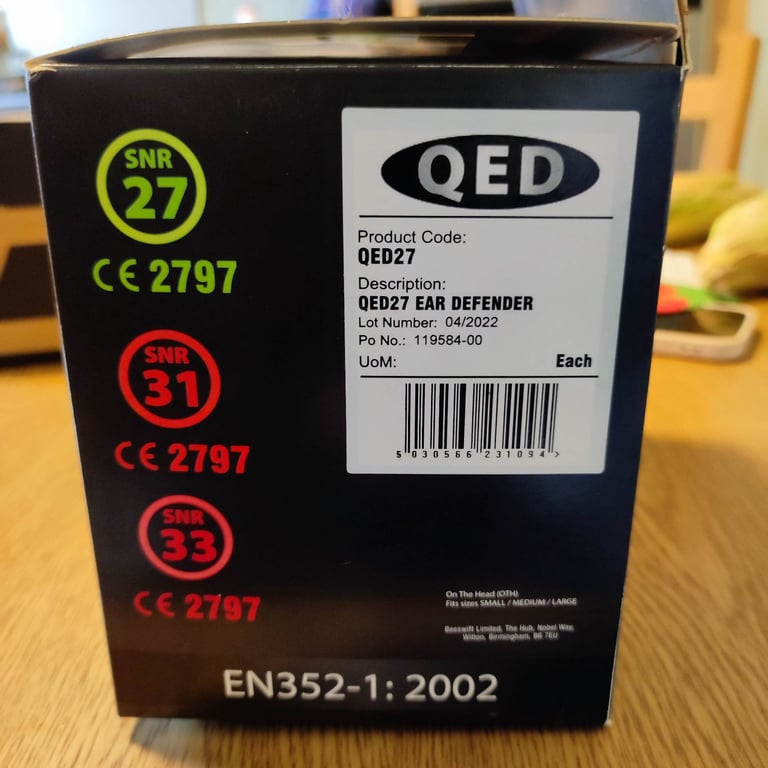 SNR
27
CE 2797
SNR
31
CE 2797
SNR
33
CE 2797
QED
Product Code:
QED27
Description:
QED27 EAR DEFENDER
Lot Number: 04/2022
Po No.: 119584-00
UoM: Each
5 030566 231094 >
On The Head (OTH)
Fits sizes SMALL / MEDIUM / LARGE
Beeswift Limited, The Hub, Nobel Way,
Witton, Birmingham, B6 7EU
EN352-1: 2002